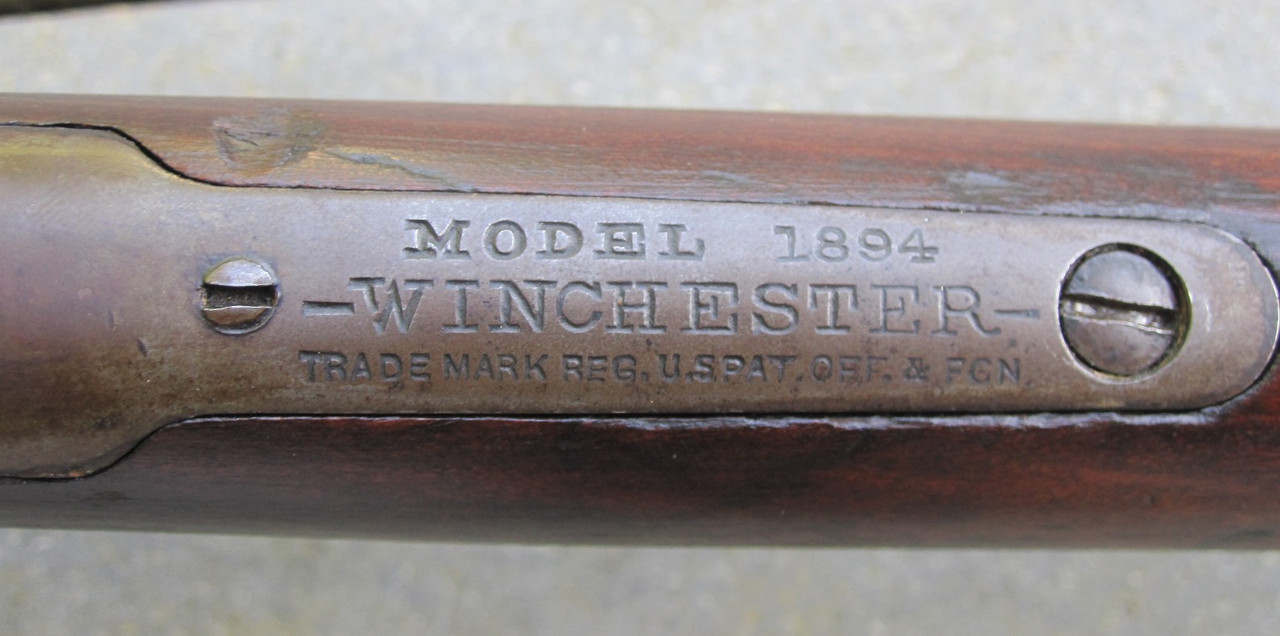 MODEL 1894
-WINCHESTER-
TRADE MARK REG. U.S.PAT. OFF. & FGN